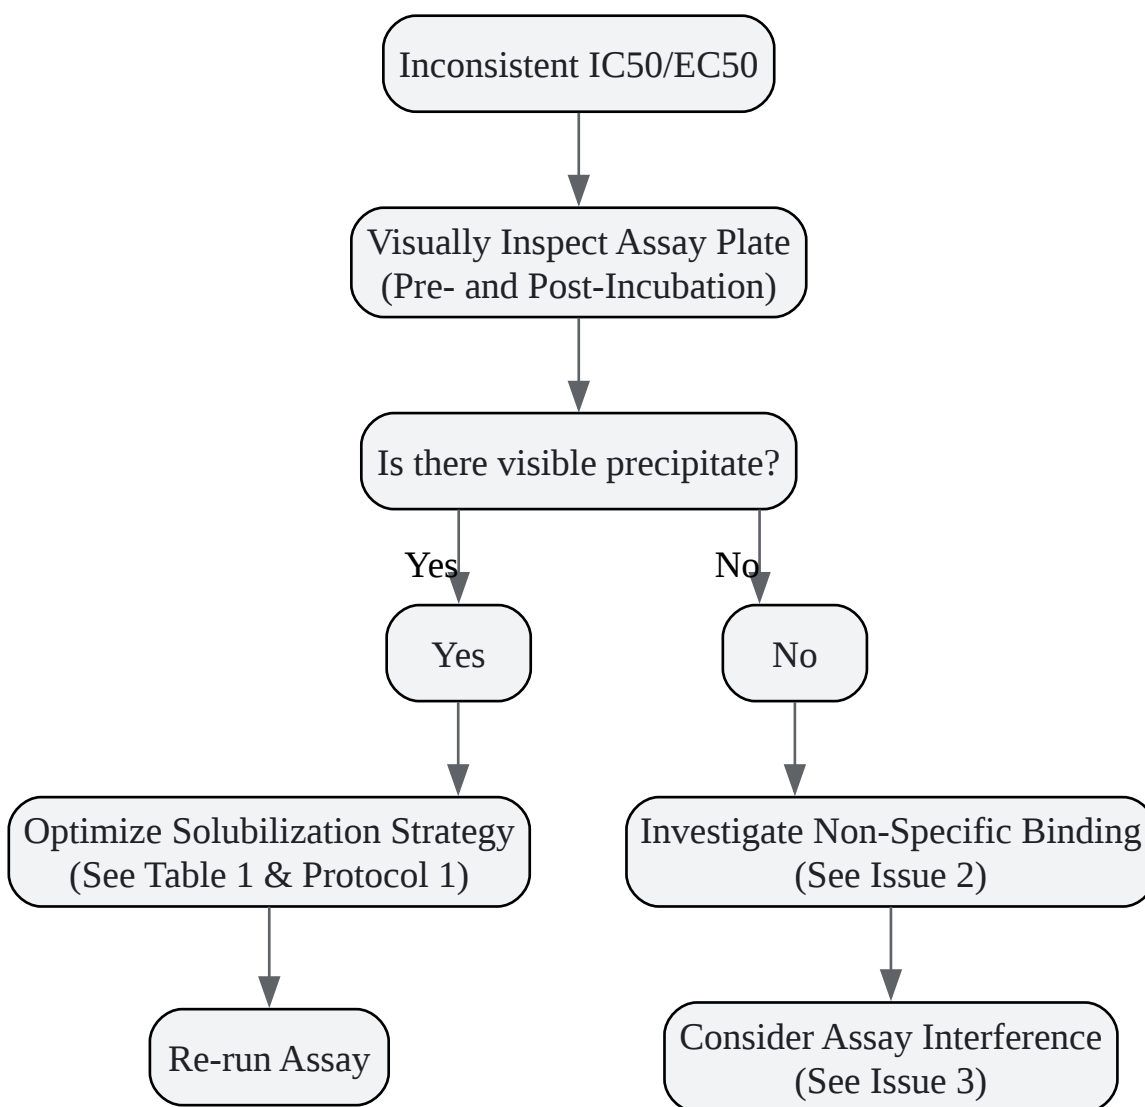 Inconsistent IC50/EC50
Visually Inspect Assay Plate
(Pre- and Post-Incubation)
Is there visible precipitate?
Yes
No
Yes
No
Optimize Solubilization Strategy
(See Table 1 & Protocol 1)
Investigate Non-Specific Binding
(See Issue 2)
Re-run Assay
Consider Assay Interference
(See Issue 3)